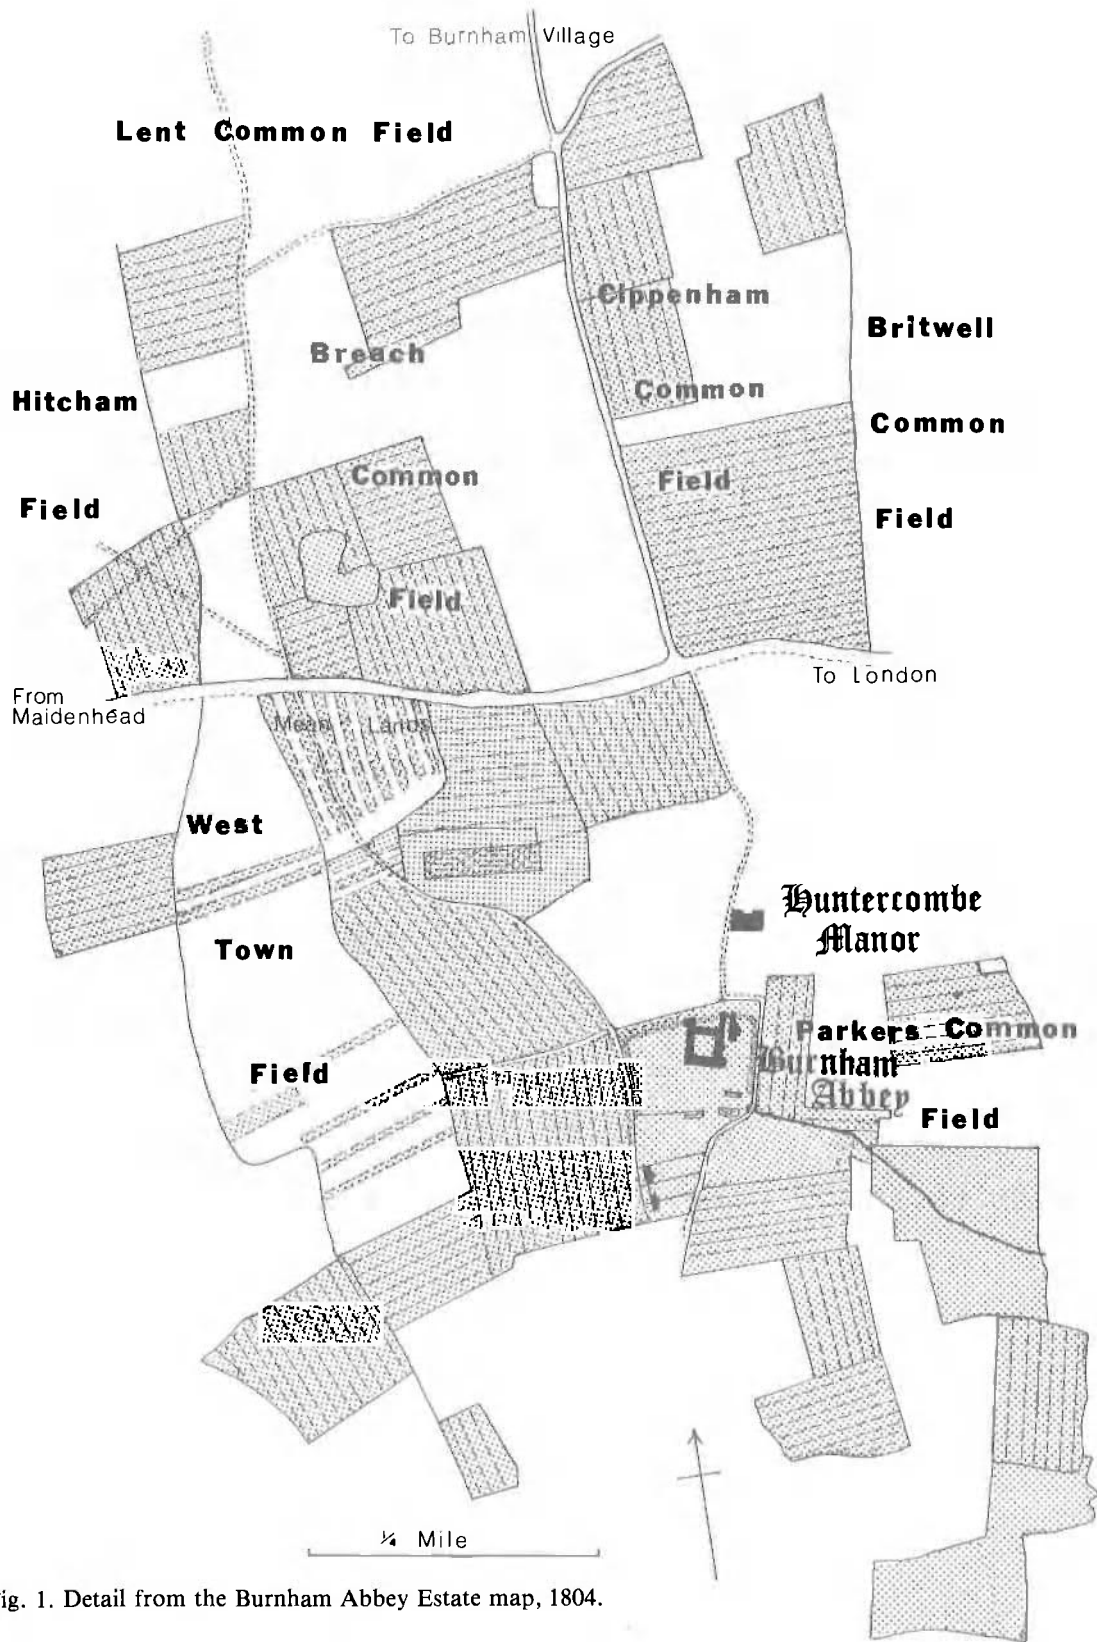 To Burnham Village
Lent Common Field
Cippenham
Common
Field
Britwell
Common
Field
Breach
Common
Field
Hitcham
Field
From
Maidenhead
To London
Mean Lands
West
Town
Field
Huntercombe
Manor
Parkers Common
Field
Burnham
Abbey
¼ Mile
ig. 1. Detail from the Burnham Abbey Estate map, 1804.